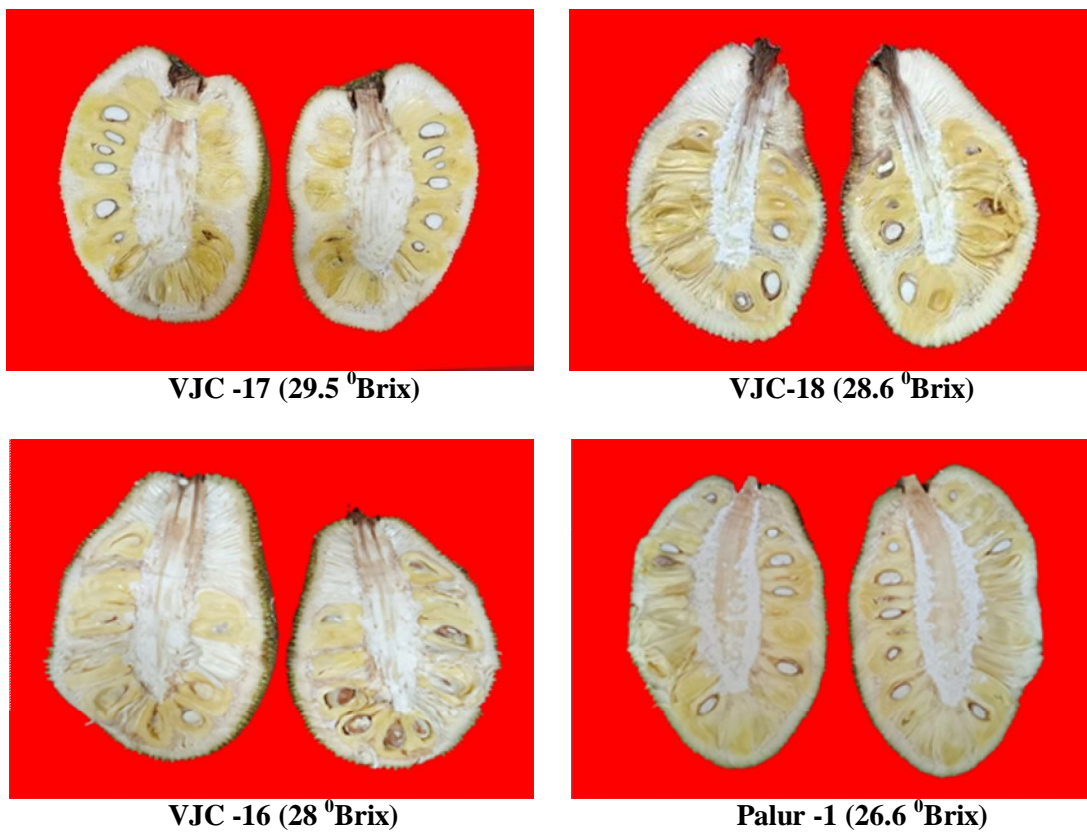 VJC -17 (29.5 ⁰Brix)
VJC-18 (28.6 ⁰Brix)
VJC -16 (28 ⁰Brix)
Palur -1 (26.6 ⁰Brix)